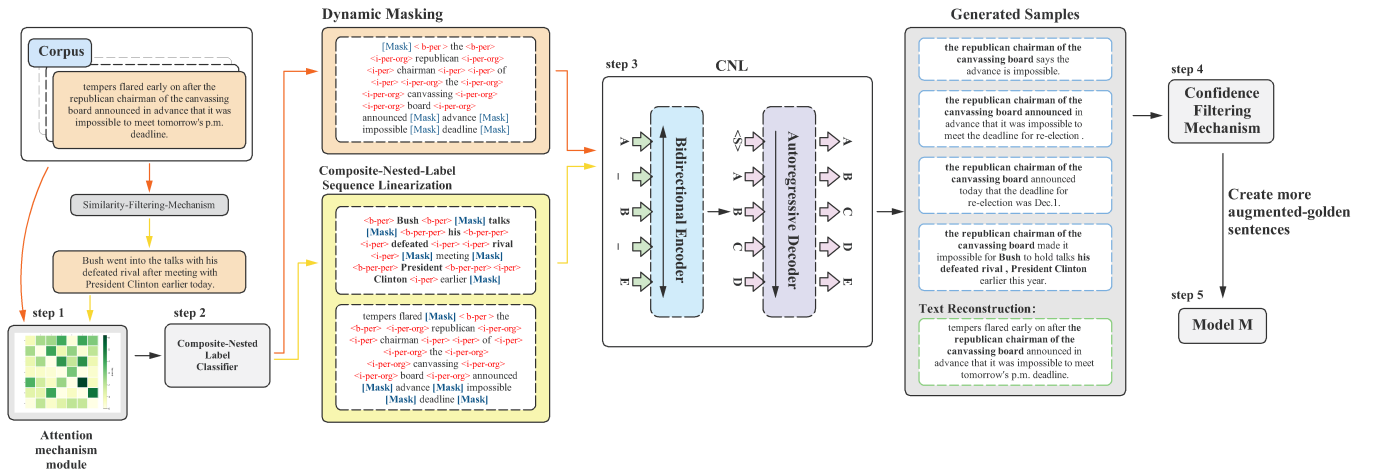 Corpus
tempers flared early on after the
republican chairman of the canvassing
board announced in advance that it was
impossible to meet tomorrow's p.m.
deadline.
Similarity-Filtering-Mechanism
Bush went into the talks with his
defeated rival after meeting with
President Clinton earlier today.
step 1
Attention
mechanism
module
step 2
Composite-Nested
Label
Classifier
Dynamic Masking
[Mask] < b-per > the <b-per>
<i-per-org> republican <i-per-org>
<i-per> chairman <i-per> <i-per> of
<i-per> <i-per-org> the <i-per-org>
<i-per-org> canvassing <i-per-org>
<i-per-org> board <i-per-org>
announced [Mask] advance [Mask]
impossible [Mask] deadline [Mask]
Composite-Nested-Label
Sequence Linearization
<b-per> Bush <b-per> [Mask] talks
[Mask] <b-per-per> his <b-per-per>
<i-per> defeated <i-per> <i-per> rival
<i-per> [Mask] meeting [Mask]
<b-per-per> President <b-per-per> <i-per>
Clinton <i-per> earlier [Mask]
tempers flared [Mask] < b-per > the
<b-per> <i-per-org> republican <i-per-org>
<i-per> chairman <i-per> <i-per> of <i-per>
<i-per-org> the <i-per-org>
<i-per-org> canvassing <i-per-org>
<i-per-org> board <i-per-org> announced
[Mask] advance [Mask] impossible
[Mask] deadline [Mask]
step 3
CNL
A
_
B
_
E
Bidirectional Encoder
<S>
A
B
C
D
Autoregressive Decoder
A
B
C
D
E
Generated Samples
the republican chairman of the
canvassing board says the
advance is impossible.
the republican chairman of the
canvassing board announced
in advance that it was impossible to
meet the deadline for re-election .
the republican chairman of the
canvassing board announced
today that the deadline for
re-election was Dec.1.
the republican chairman of the
canvassing board made it
impossible for Bush to hold talks his
defeated rival , President Clinton
earlier this year.
Text Reconstruction:
tempers flared early on after the
republican chairman of the
canvassing board announced in
advance that it was impossible to meet
tomorrow's p.m. deadline.
step 4
Confidence
Filtering
Mechanism
Create more
augmented-golden
sentences
step 5
Model M